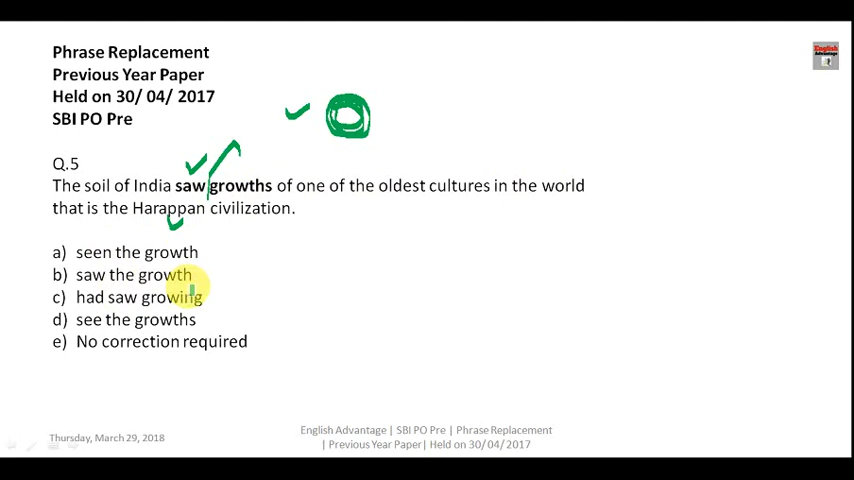 Phrase Replacement
Previous Year Paper
Held on 30/ 04/ 2017
SBI PO Pre
English
Advantage
Q.5
The soil of India saw growths of one of the oldest cultures in the world
that is the Harappan civilization.
a) seen the growth
b) saw the growth
c) had saw growing
d) see the growths
e) No correction required
Thursday, March 29, 2018
English Advantage| SBI PO Pre | Phrase Replacement
| Previous Year Paper| Held on 30/ 04/ 2017